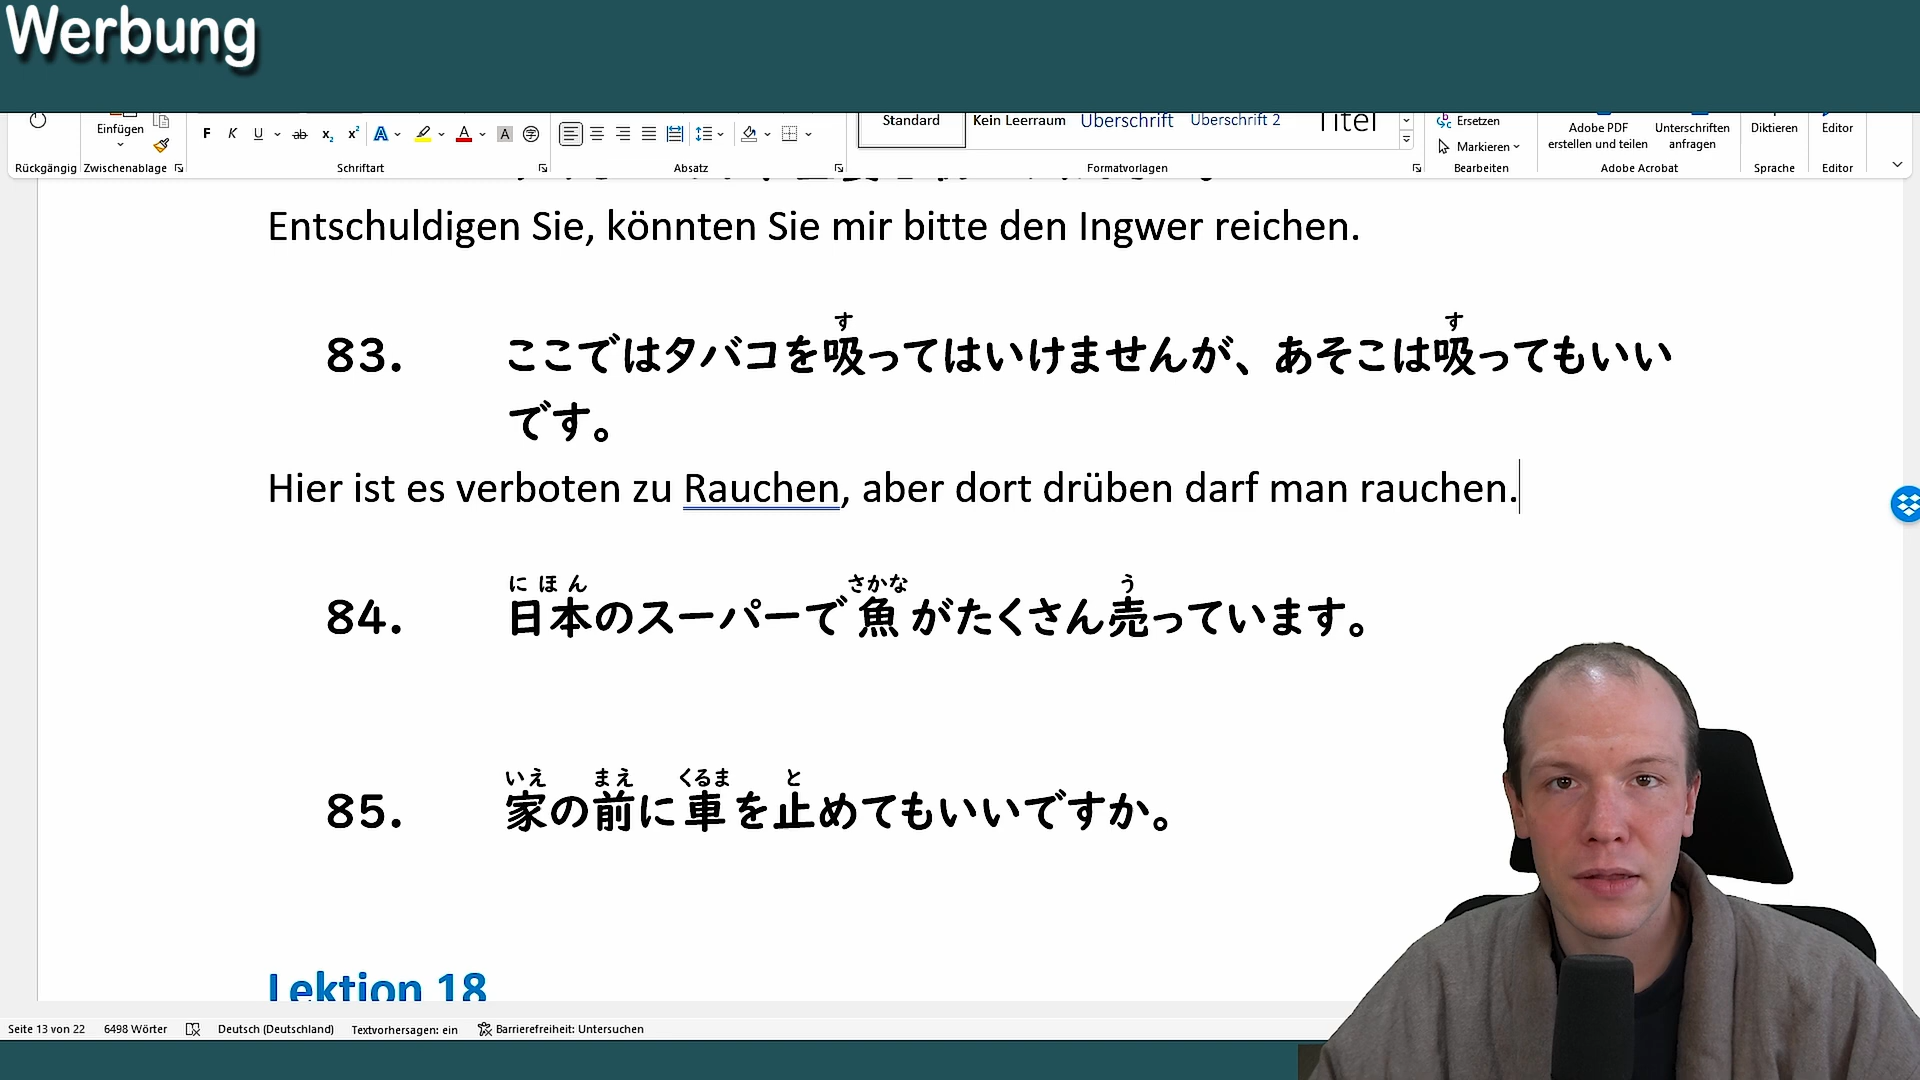 Werbung
Einfügen
F K U ab x₂ x² A A A 字
Standard Kein Leerraum Überschrift Überschrift 2 Titel
Ersetzen
Markieren
Adobe PDF erstellen und teilen
Unterschriften anfragen
Diktieren
Editor
Rückgängig Zwischenablage Schriftart Absatz Formatvorlagen Bearbeiten Adobe Acrobat Sprache Editor
Entschuldigen Sie, könnten Sie mir bitte den Ingwer reichen.
す す
83. ここではタバコを吸ってはいけませんが、あそこは吸ってもいい
です。
Hier ist es verboten zu Rauchen, aber dort drüben darf man rauchen.
にほん さかな う
84. 日本のスーパーで魚がたくさん売っています。
いえ まえ くるま と
85. 家の前に車を止めてもいいですか。
Lektion 18
Seite 13 von 22 6498 Wörter Deutsch (Deutschland) Textvorhersagen: ein Barrierefreiheit: Untersuchen